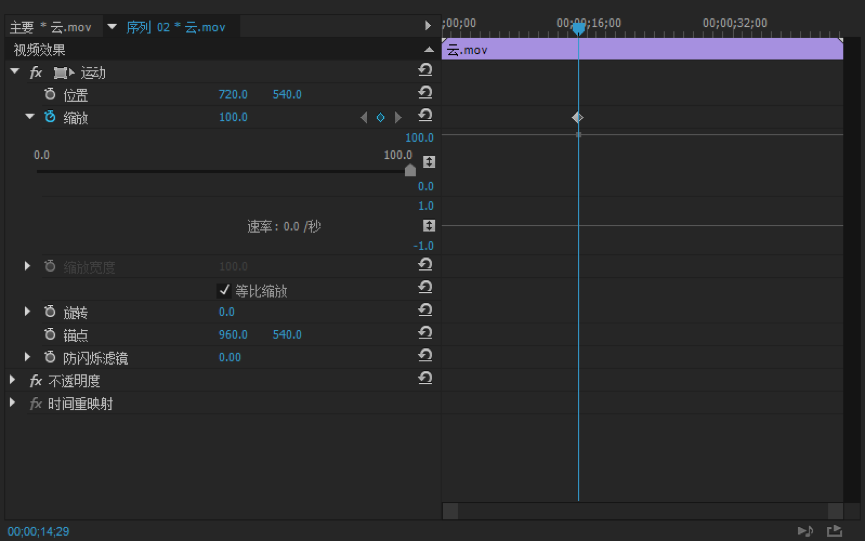 主要 * 云.mov 序列 02 * 云.mov
;00;00 00;00;16;00 00;00;32;00
视频效果
云.mov
fx 运动
位置 720.0 540.0
缩放 100.0
100.0
0.0 100.0
0.0
1.0
速率 : 0.0 /秒
-1.0
缩放宽度 100.0
等比缩放
旋转 0.0
锚点 960.0 540.0
防闪烁滤镜 0.00
fx 不透明度
fx 时间重映射
00;00;14;29